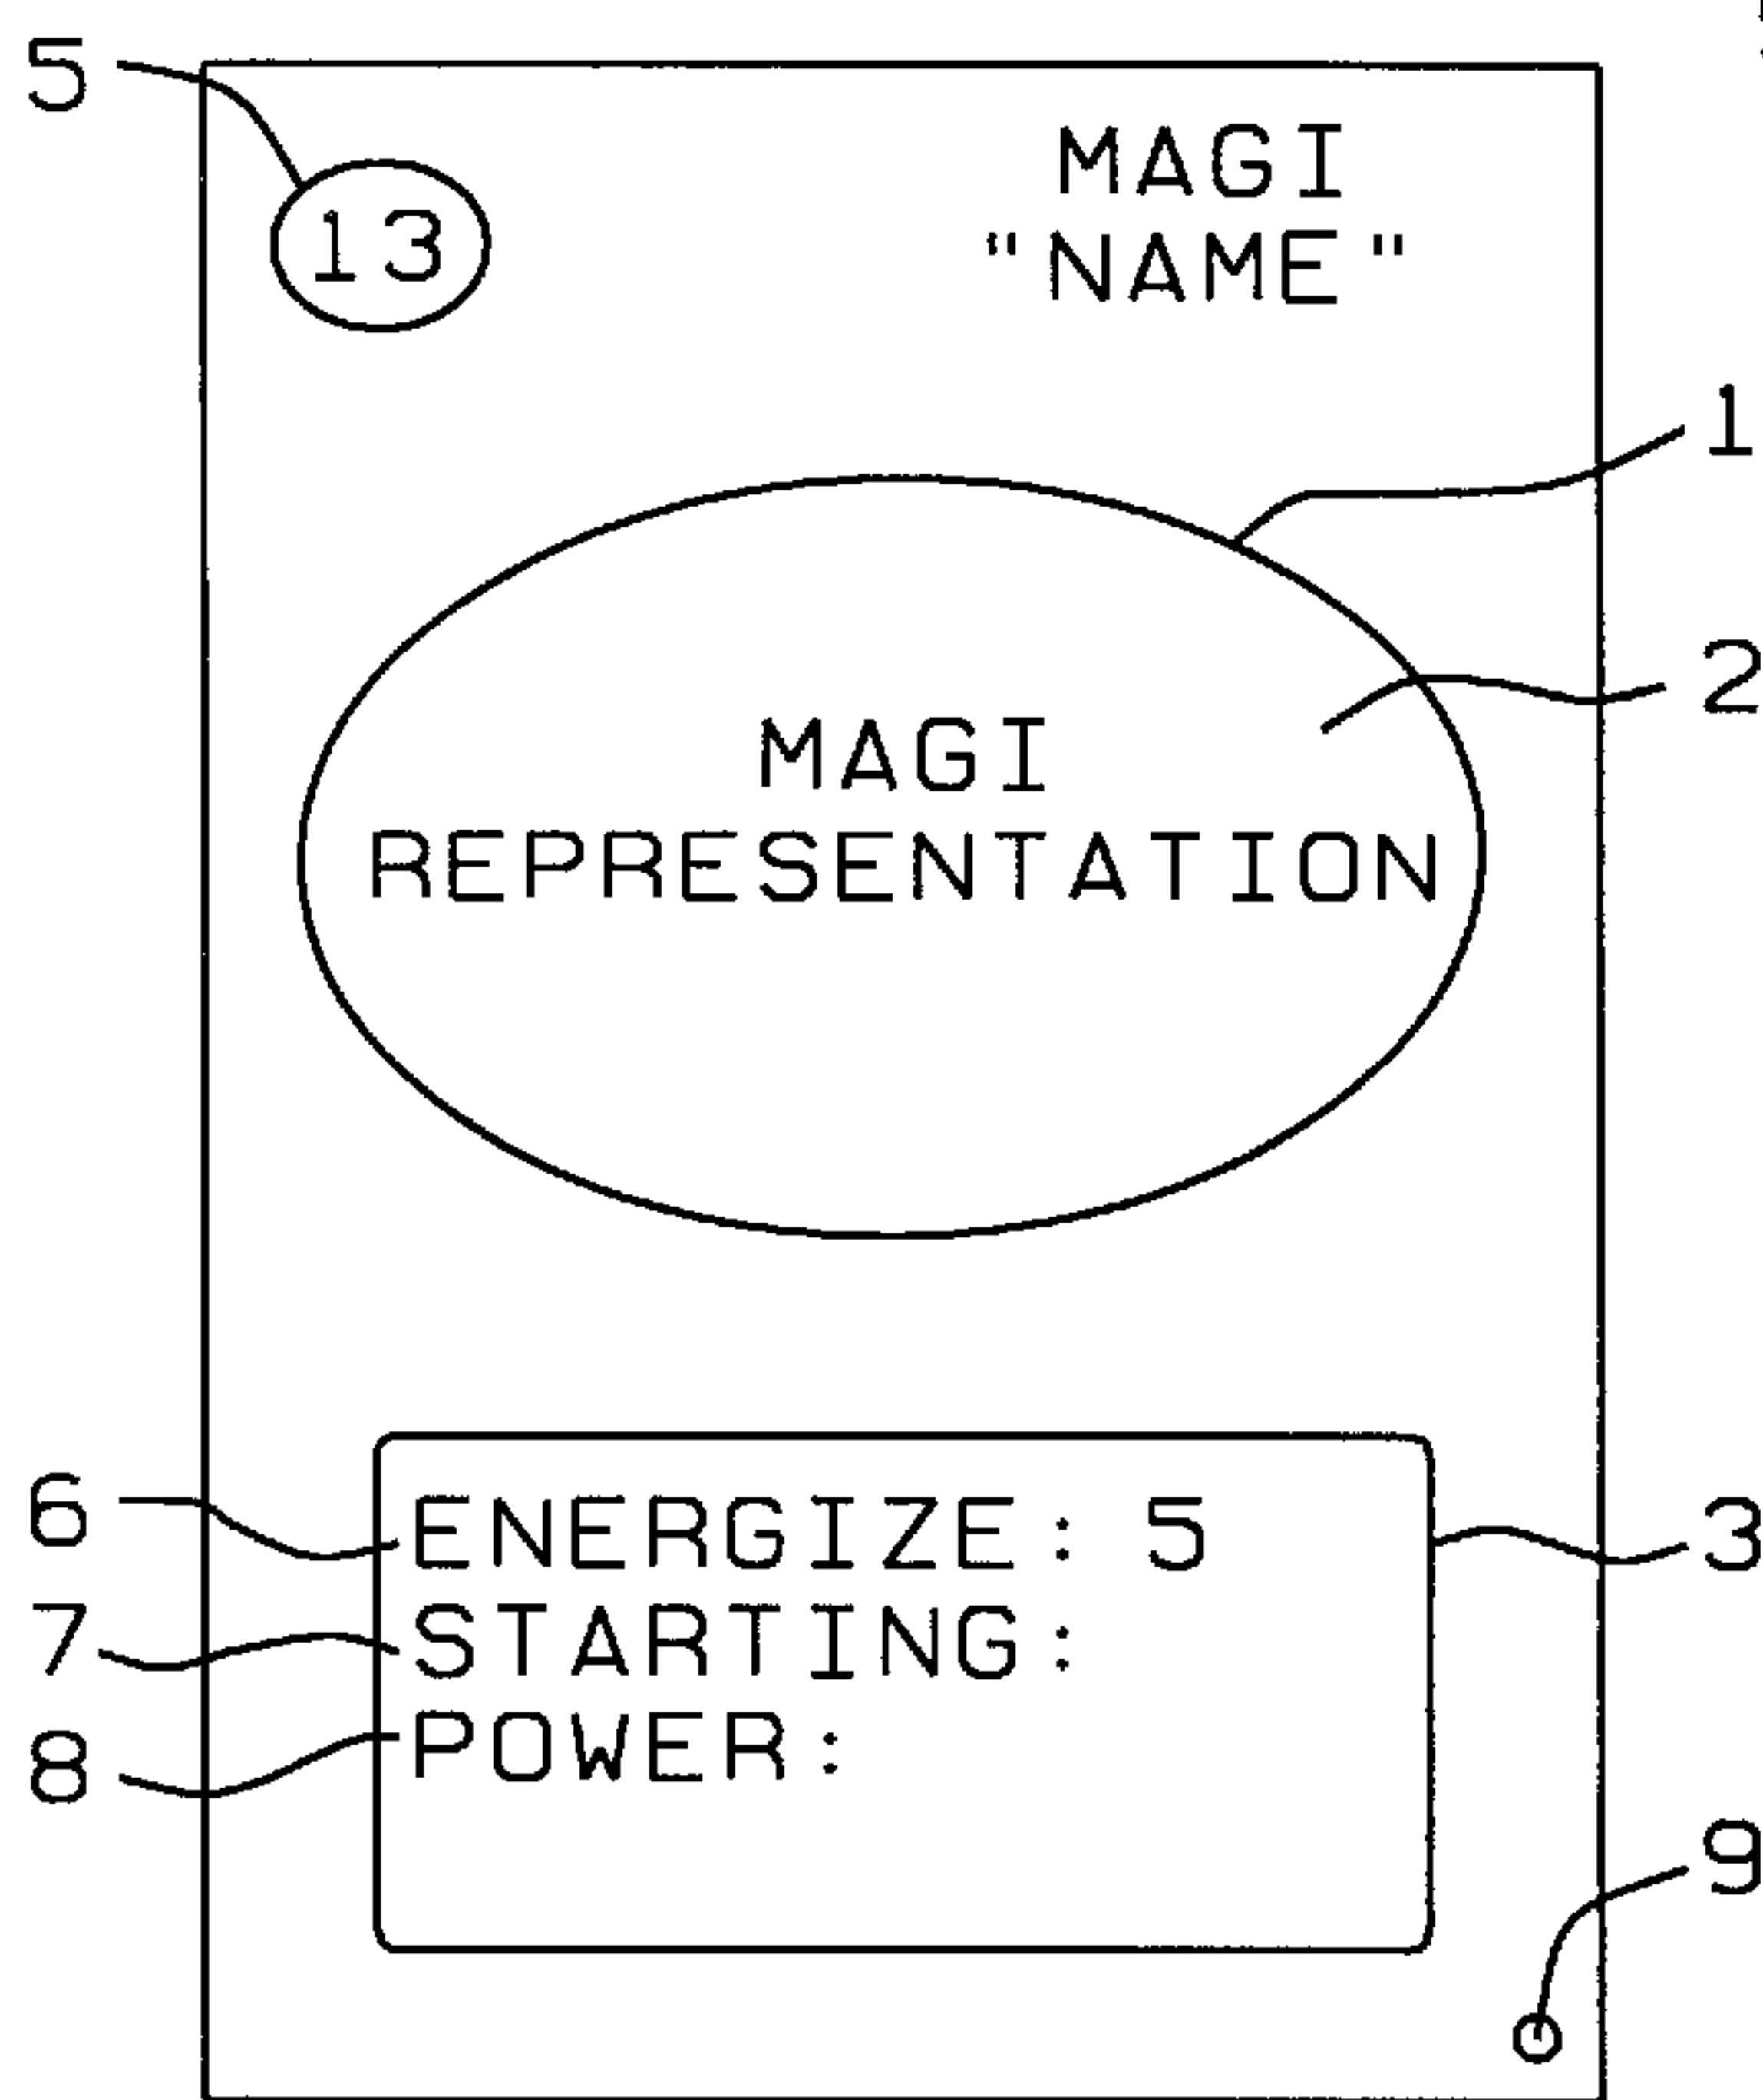 5
MAGI
13
"NAME"
1
2
MAGI
REPRESENTATION
6
ENERGIZE: 5
3
7
STARTING:
8
POWER:
9